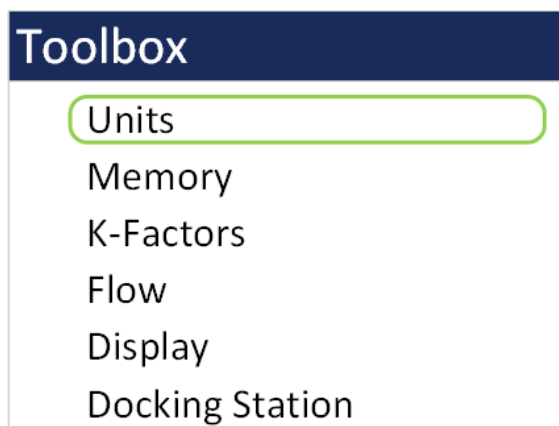 Toolbox
Units
Memory
K-Factors
Flow
Display
Docking Station